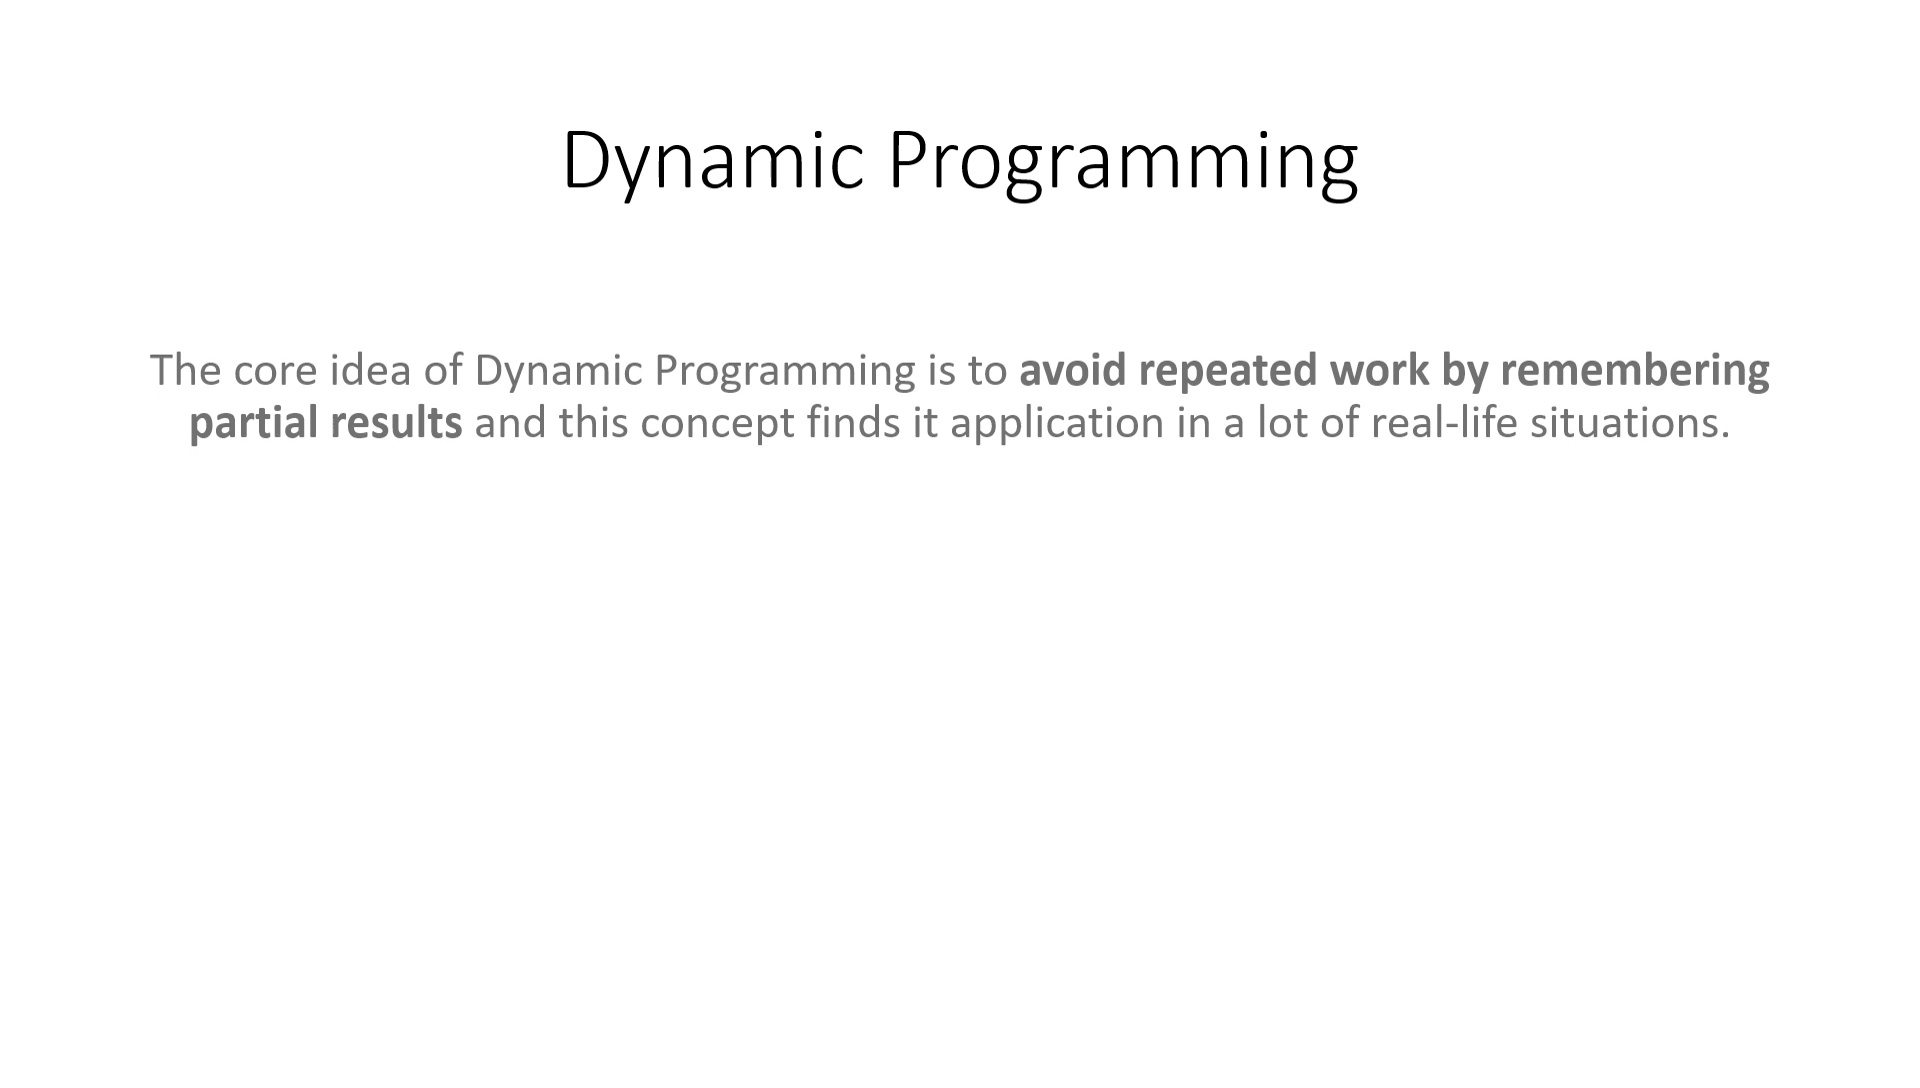 Dynamic Programming
The core idea of Dynamic Programming is to avoid repeated work by remembering
partial results and this concept finds it application in a lot of real-life situations.